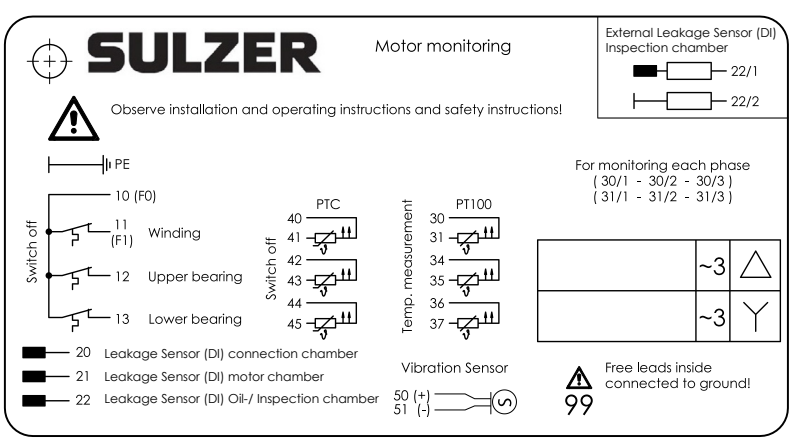 SULZER
Motor monitoring
External Leakage Sensor (DI)
Inspection chamber
22/1
22/2
Observe installation and operating instructions and safety instructions!
PE
For monitoring each phase
( 30/1 - 30/2 - 30/3 )
( 31/1 - 31/2 - 31/3 )
Switch off
10 (F0)
11
(F1)
Winding
12 Upper bearing
13 Lower bearing
Switch off
PTC
40
41
42
43
44
45
Temp. measurement
PT100
30
31
34
35
36
37
~3
~3
20 Leakage Sensor (DI) connection chamber
21 Leakage Sensor (DI) motor chamber
22 Leakage Sensor (DI) Oil-/ Inspection chamber
Vibration Sensor
50 (+)
51 (-)
Free leads inside
connected to ground!
99